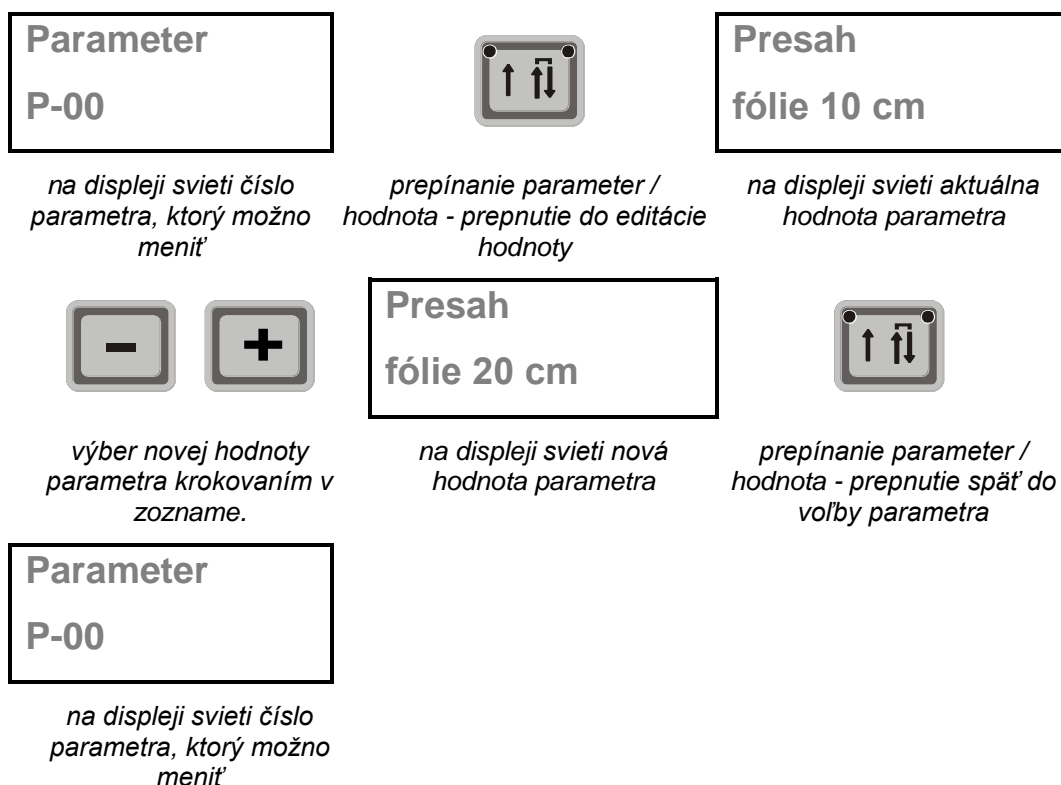 Parameter
P-00
na displeji svieti číslo
parametra, ktorý možno
meniť
prepínanie parameter /
hodnota - prepnutie do editácie
hodnoty
Presah
fólie 10 cm
na displeji svieti aktuálna
hodnota parametra
- +
výber novej hodnoty
parametra krokovaním v
zozname.
Presah
fólie 20 cm
na displeji svieti nová
hodnota parametra
prepínanie parameter /
hodnota - prepnutie späť do
voľby parametra
Parameter
P-00
na displeji svieti číslo
parametra, ktorý možno
meniť